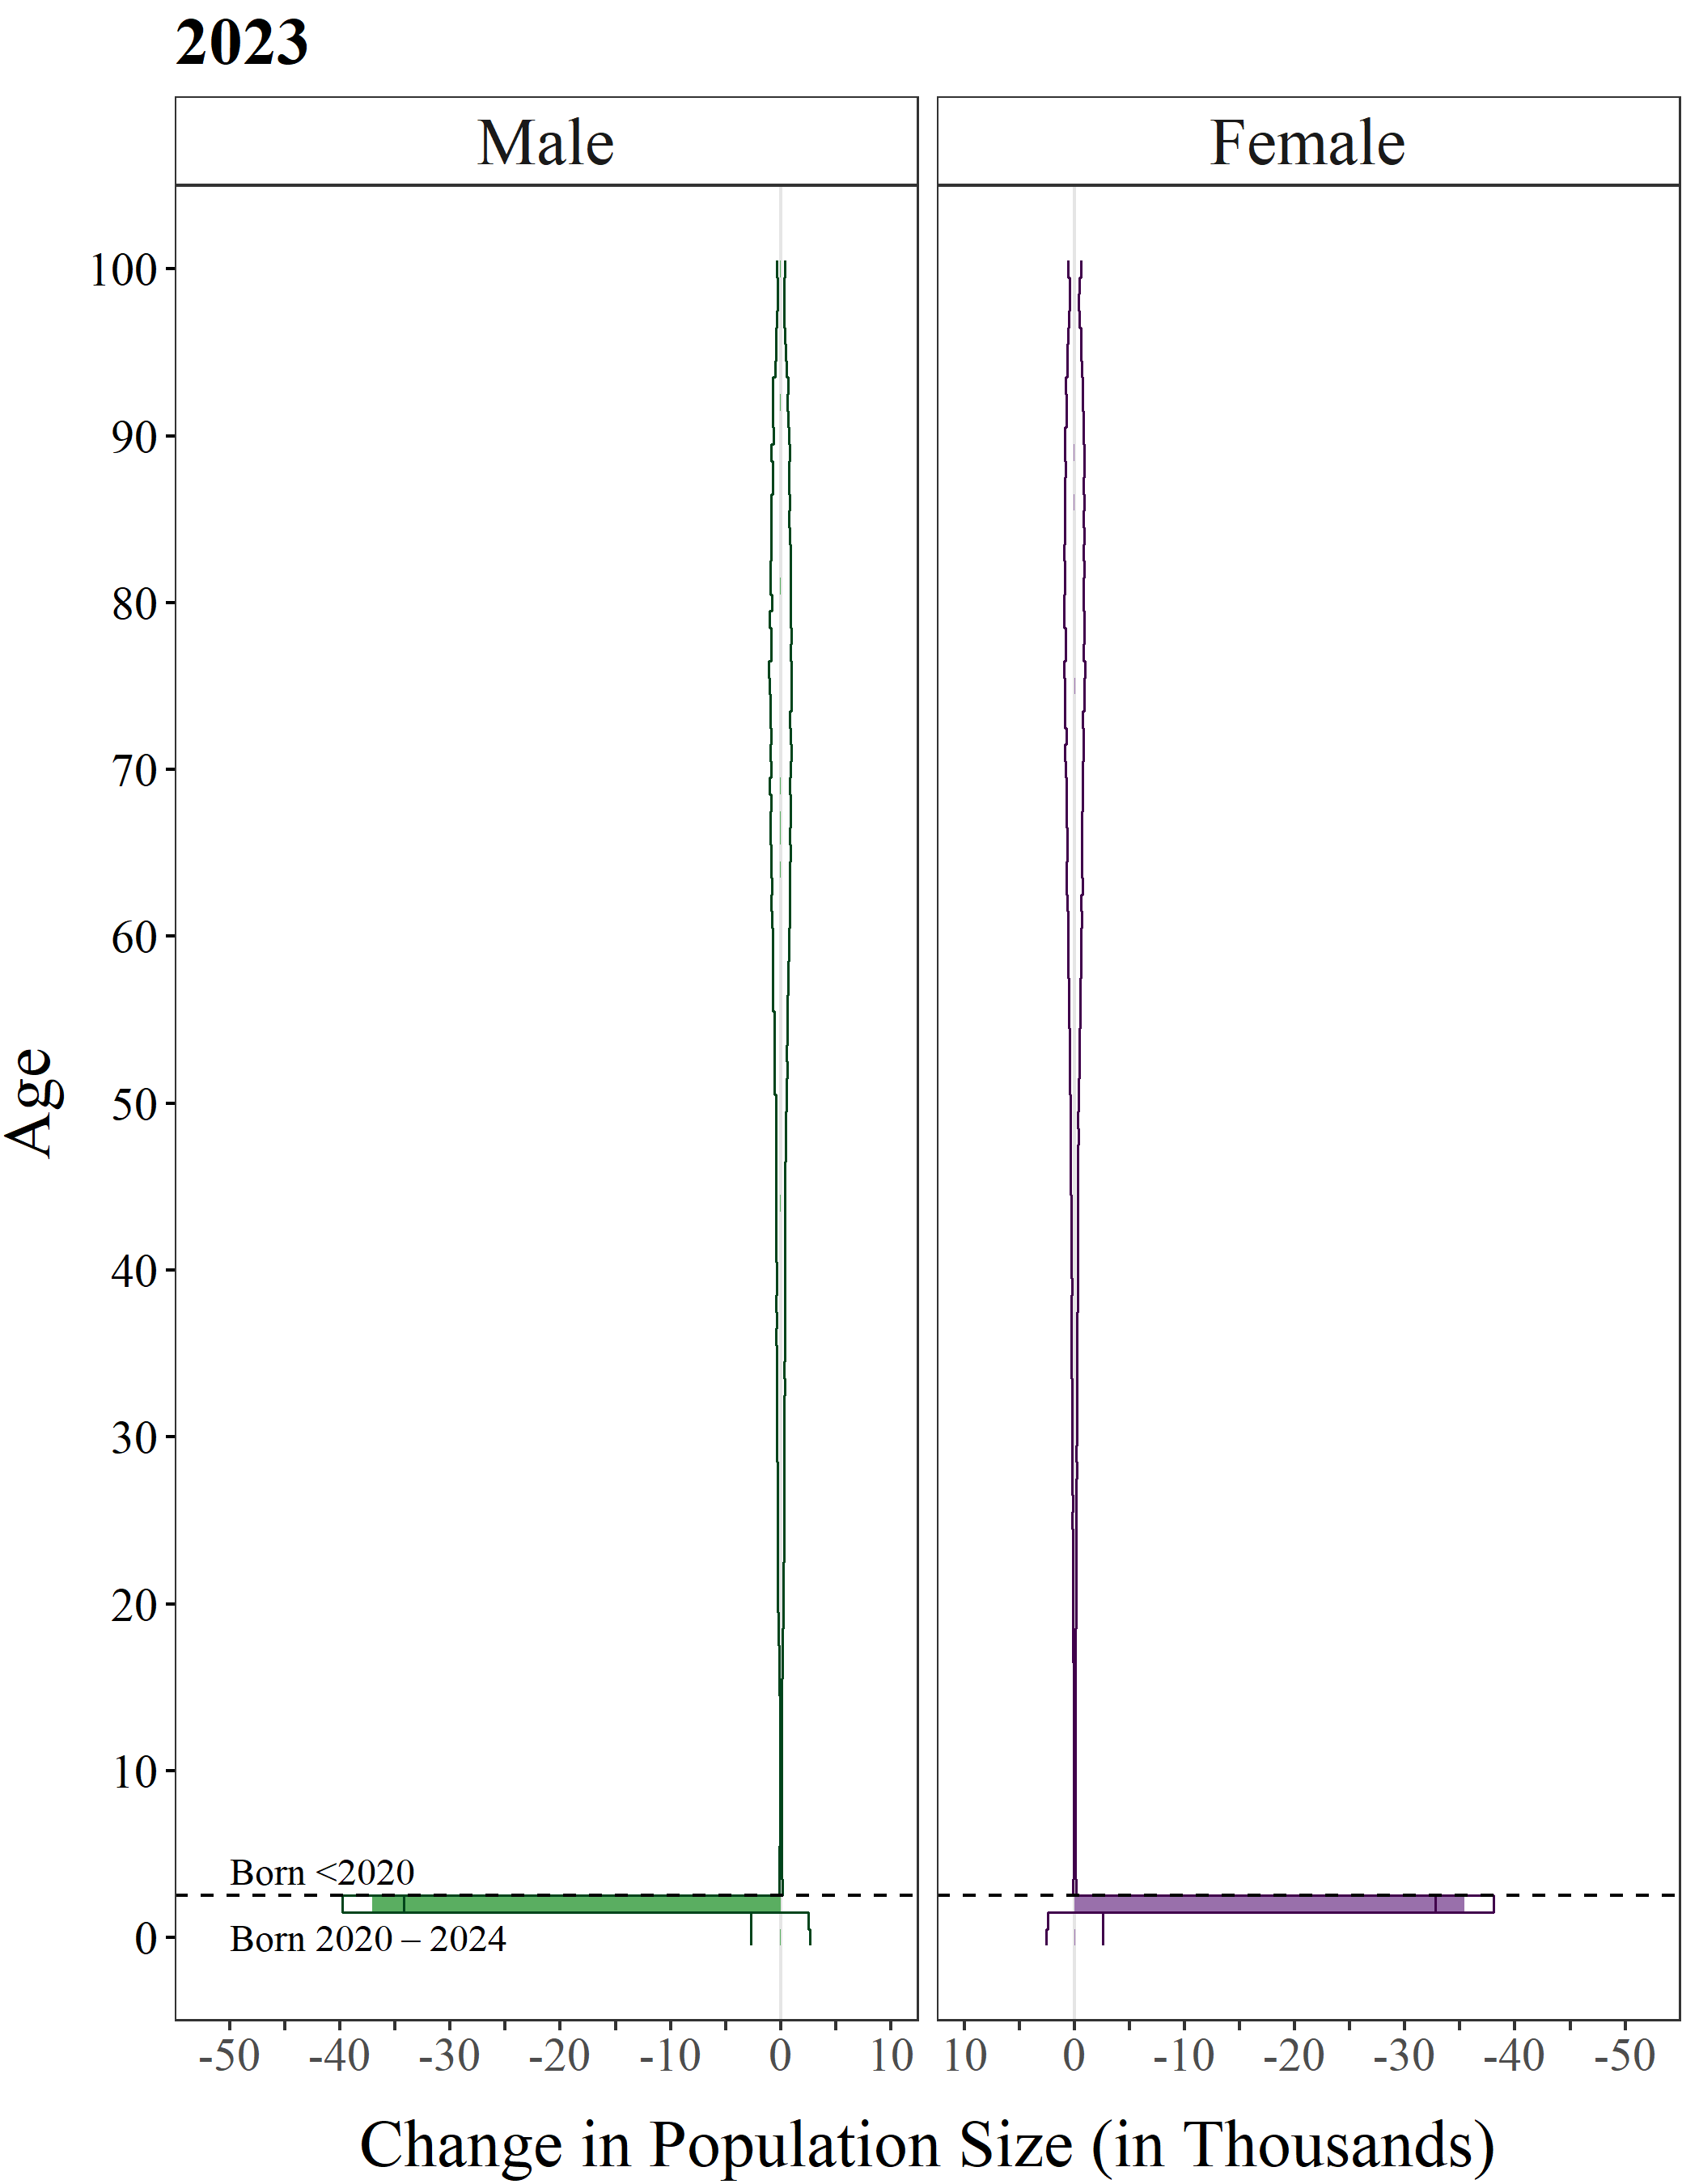 2023
Male Female
100
90
80
70
60
50
40
30
20
10
0
Age
Born <2020
Born 2020 – 2024
-50 -40 -30 -20 -10 0 10 10 0 -10 -20 -30 -40 -50
Change in Population Size (in Thousands)